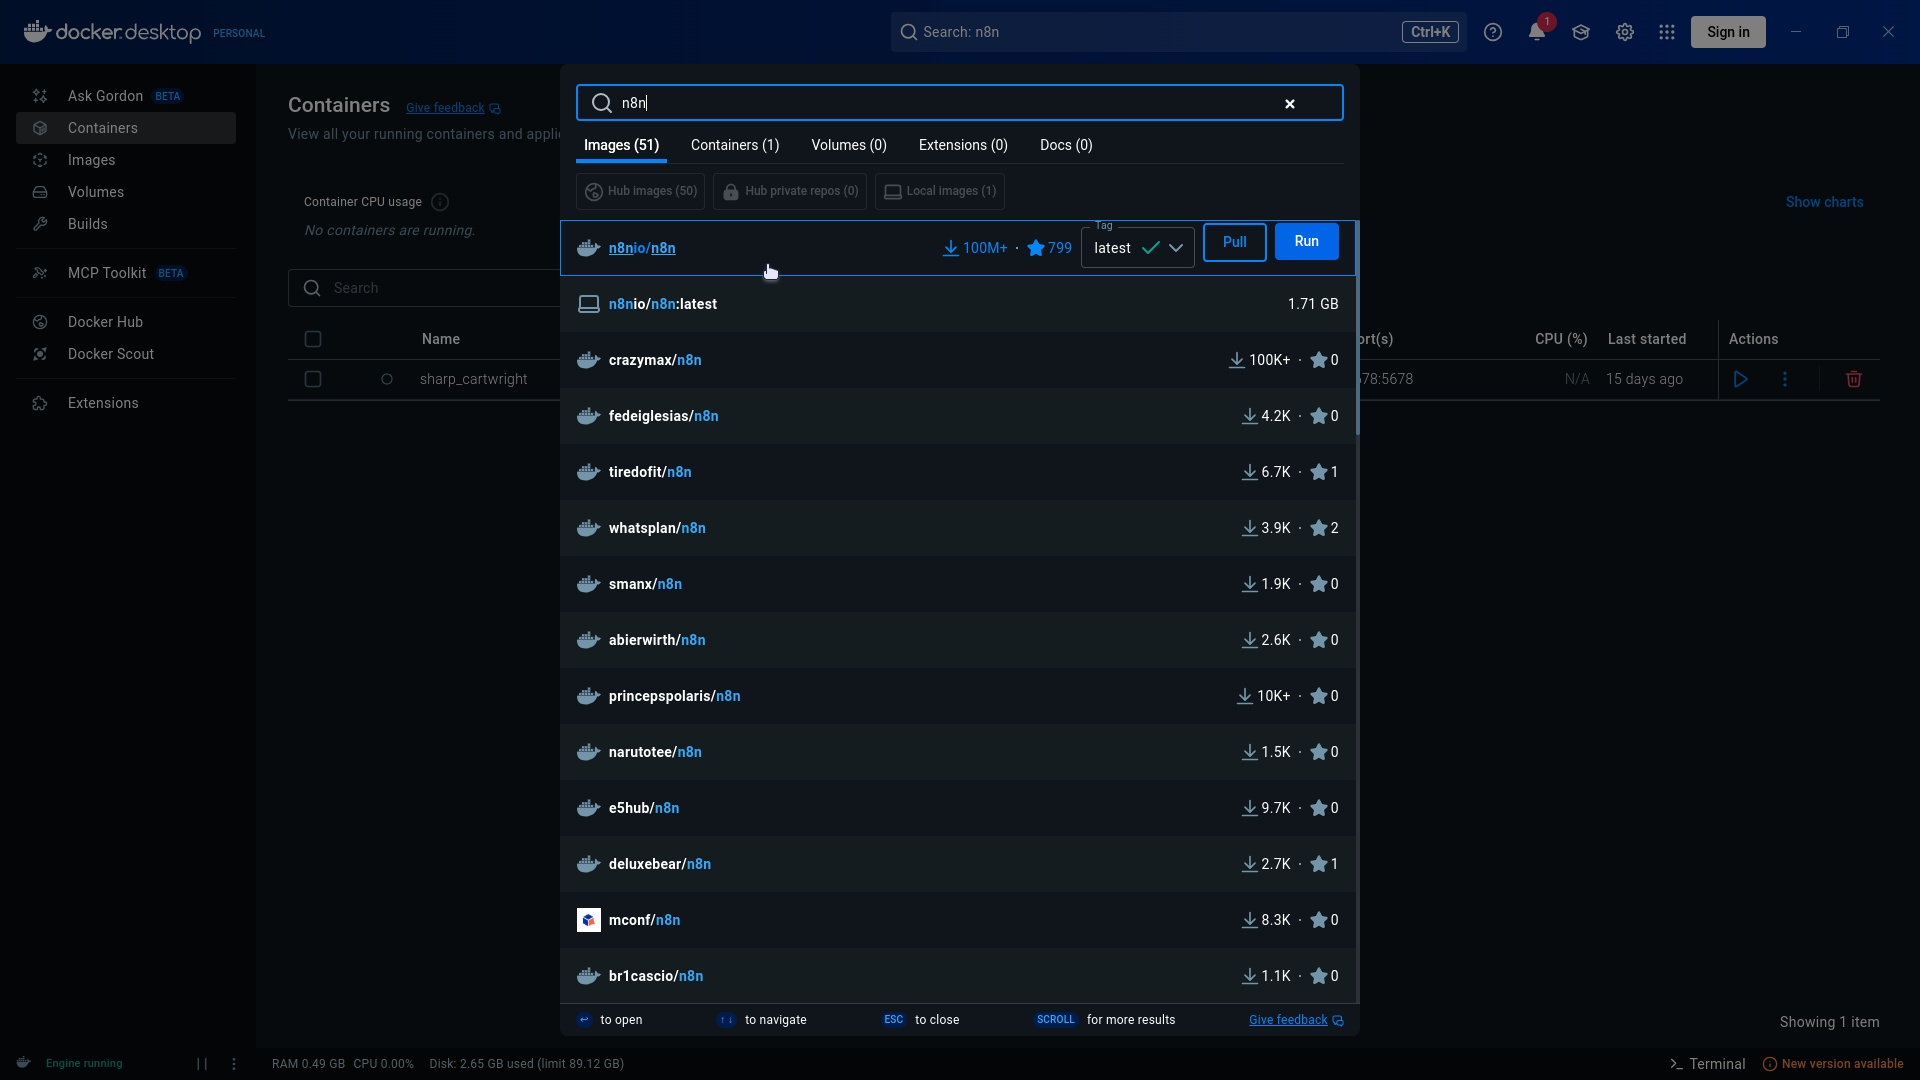 docker.desktop PERSONAL
Search: n8n
Ctrl+K
1
Sign in
Ask Gordon BETA
Containers
Images
Volumes
Builds
MCP Toolkit BETA
Docker Hub
Docker Scout
Extensions
Containers Give feedback
View all your running containers and appli
Container CPU usage
No containers are running.
Show charts
Search
Name
ort(s)
CPU (%)
Last started
Actions
sharp_cartwright
78:5678
N/A
15 days ago
n8n
Images (51)
Containers (1)
Volumes (0)
Extensions (0)
Docs (0)
Hub images (50)
Hub private repos (0)
Local images (1)
n8nio/n8n
100M+ · 799
Tag
latest
Pull
Run
n8nio/n8n:latest
1.71 GB
crazymax/n8n
100K+ · 0
fedeiglesias/n8n
4.2K · 0
tiredofit/n8n
6.7K · 1
whatsplan/n8n
3.9K · 2
smanx/n8n
1.9K · 0
abierwirth/n8n
2.6K · 0
princepspolaris/n8n
10K+ · 0
narutotee/n8n
1.5K · 0
e5hub/n8n
9.7K · 0
deluxebear/n8n
2.7K · 1
mconf/n8n
8.3K · 0
br1cascio/n8n
1.1K · 0
↩ to open
↑ ↓ to navigate
ESC to close
SCROLL for more results
Give feedback
Showing 1 item
Engine running
RAM 0.49 GB CPU 0.00% Disk: 2.65 GB used (limit 89.12 GB)
Terminal
New version available